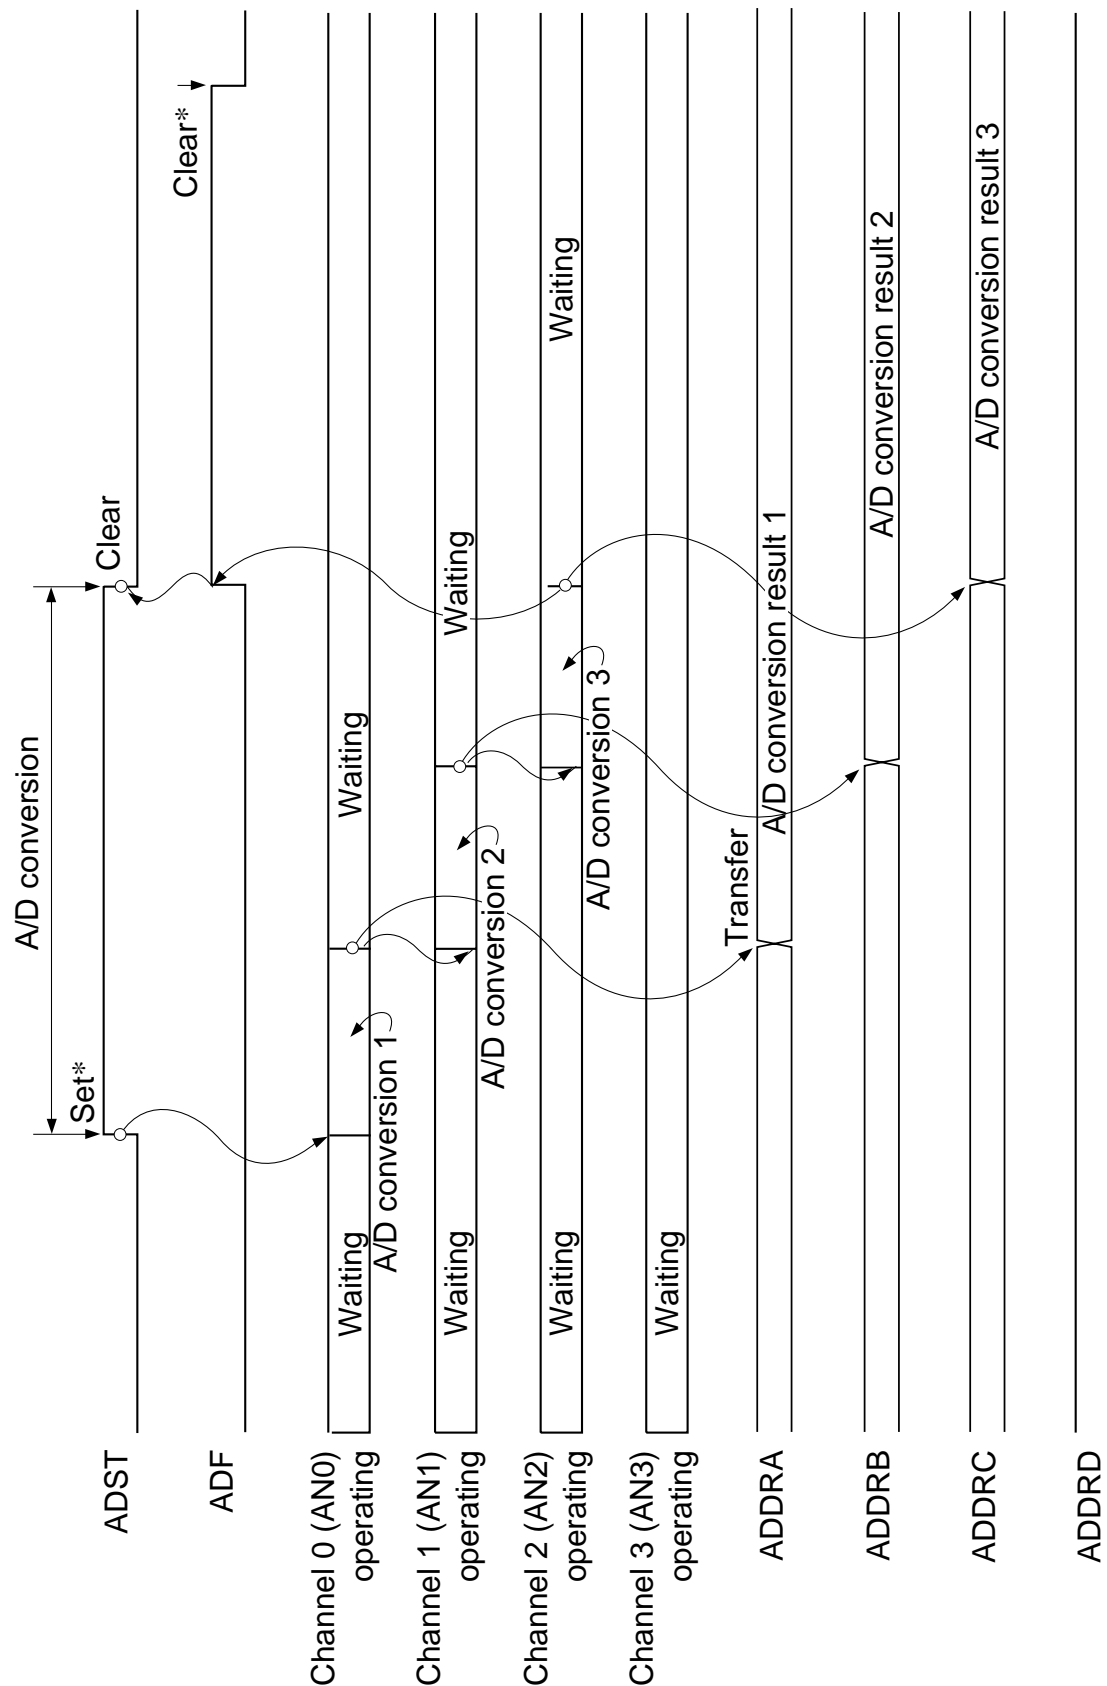 A/D conversion
Set*
Clear
ADST
Clear*
ADF
Channel 0 (AN0)
operating
Waiting
A/D conversion 1
Waiting
Channel 1 (AN1)
operating
Waiting
A/D conversion 2
Waiting
Channel 2 (AN2)
operating
Waiting
A/D conversion 3
Waiting
Channel 3 (AN3)
operating
Waiting
Transfer
ADDRA
A/D conversion result 1
ADDRB
A/D conversion result 2
ADDRC
A/D conversion result 3
ADDRD